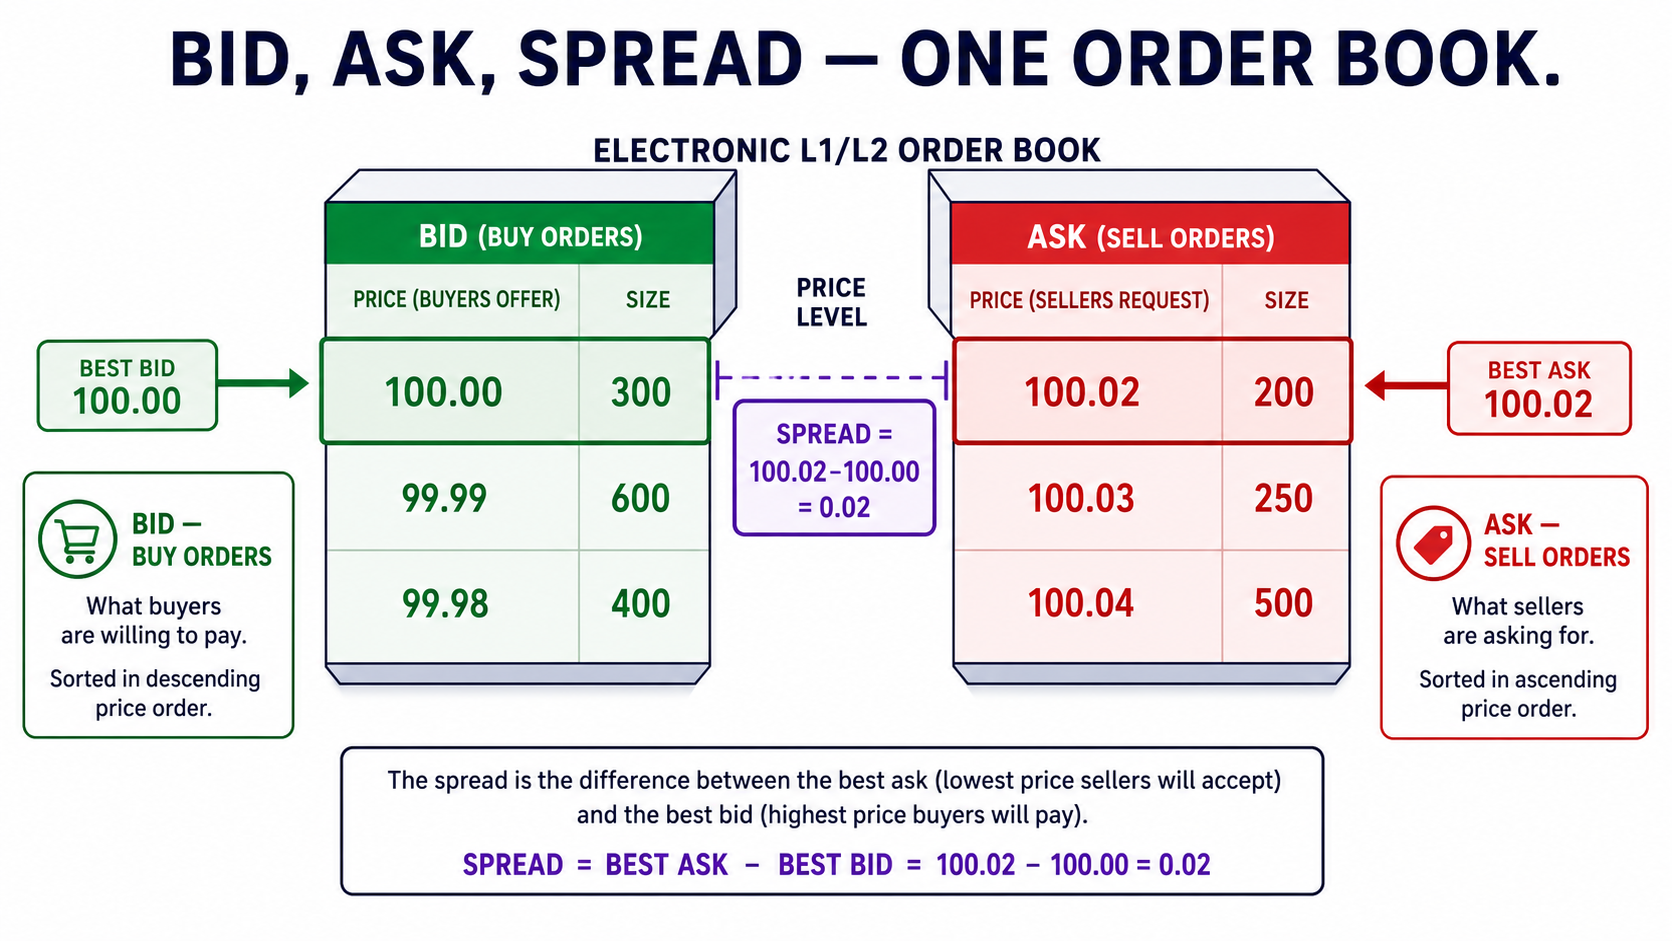 BID, ASK, SPREAD — ONE ORDER BOOK.
ELECTRONIC L1/L2 ORDER BOOK
BID (BUY ORDERS)
PRICE (BUYERS OFFER) SIZE
100.00 300
99.99 600
99.98 400
PRICE
LEVEL
SPREAD =
100.02–100.00
= 0.02
ASK (SELL ORDERS)
PRICE (SELLERS REQUEST) SIZE
100.02 200
100.03 250
100.04 500
BEST BID
100.00
BID —
BUY ORDERS
What buyers
are willing to pay.
Sorted in descending
price order.
BEST ASK
100.02
ASK —
SELL ORDERS
What sellers
are asking for.
Sorted in ascending
price order.
The spread is the difference between the best ask (lowest price sellers will accept)
and the best bid (highest price buyers will pay).
SPREAD = BEST ASK – BEST BID = 100.02 – 100.00 = 0.02